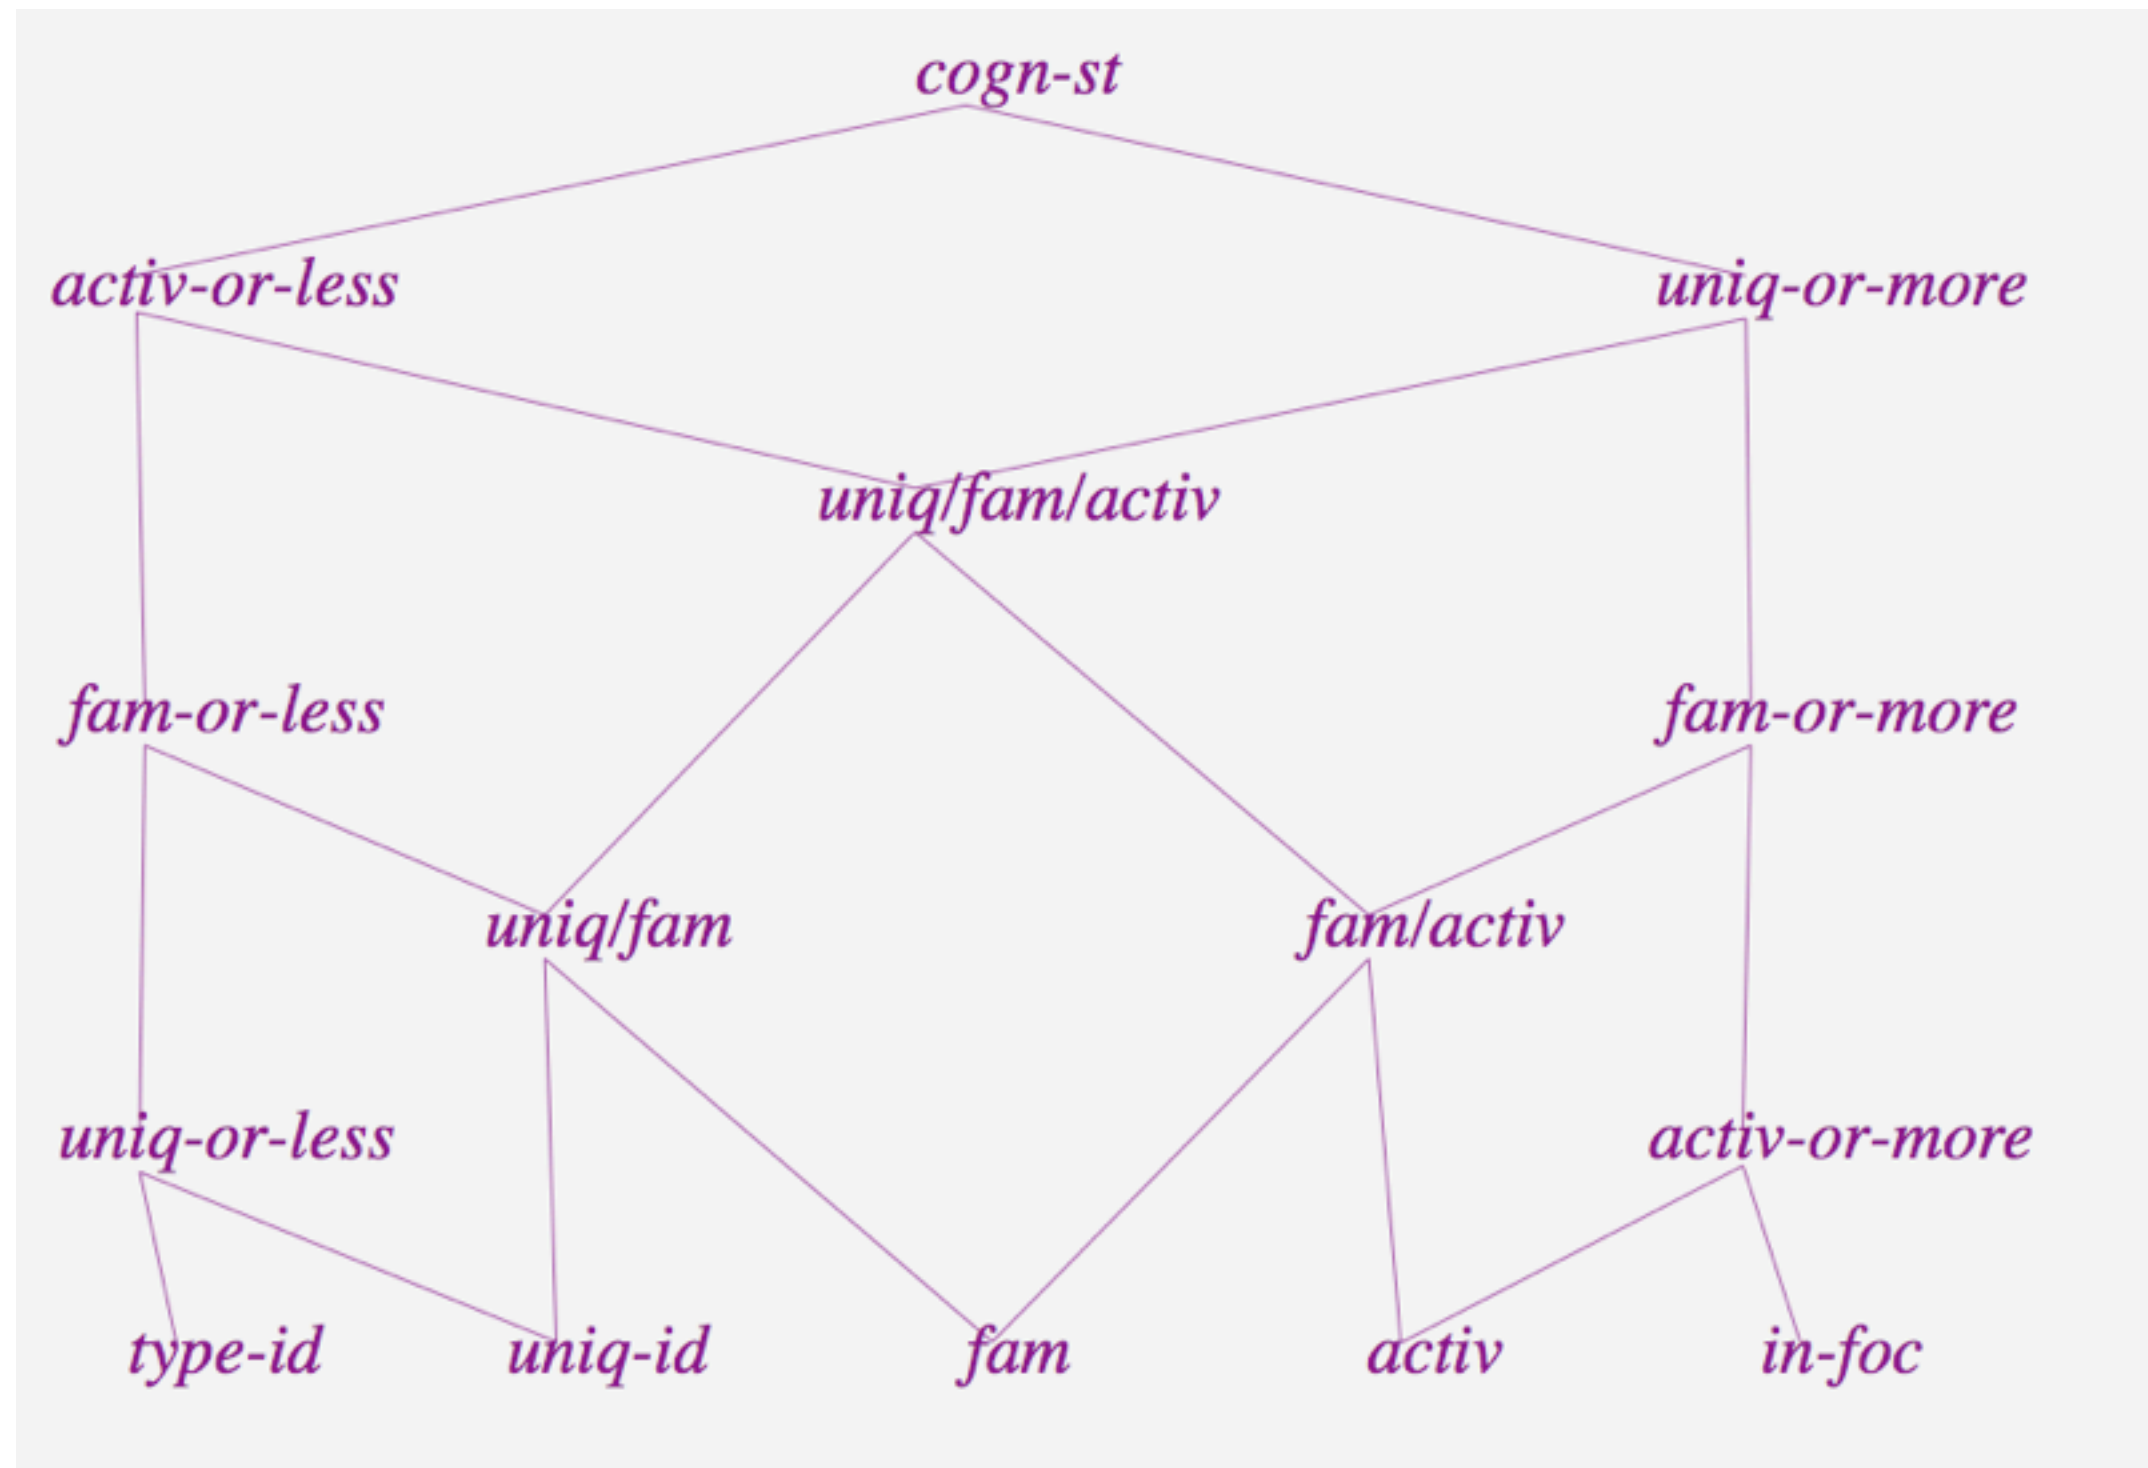 cogn-st
activ-or-less uniq-or-more
uniq/fam/activ
fam-or-less fam-or-more
uniq/fam fam/activ
uniq-or-less activ-or-more
type-id uniq-id fam activ in-foc